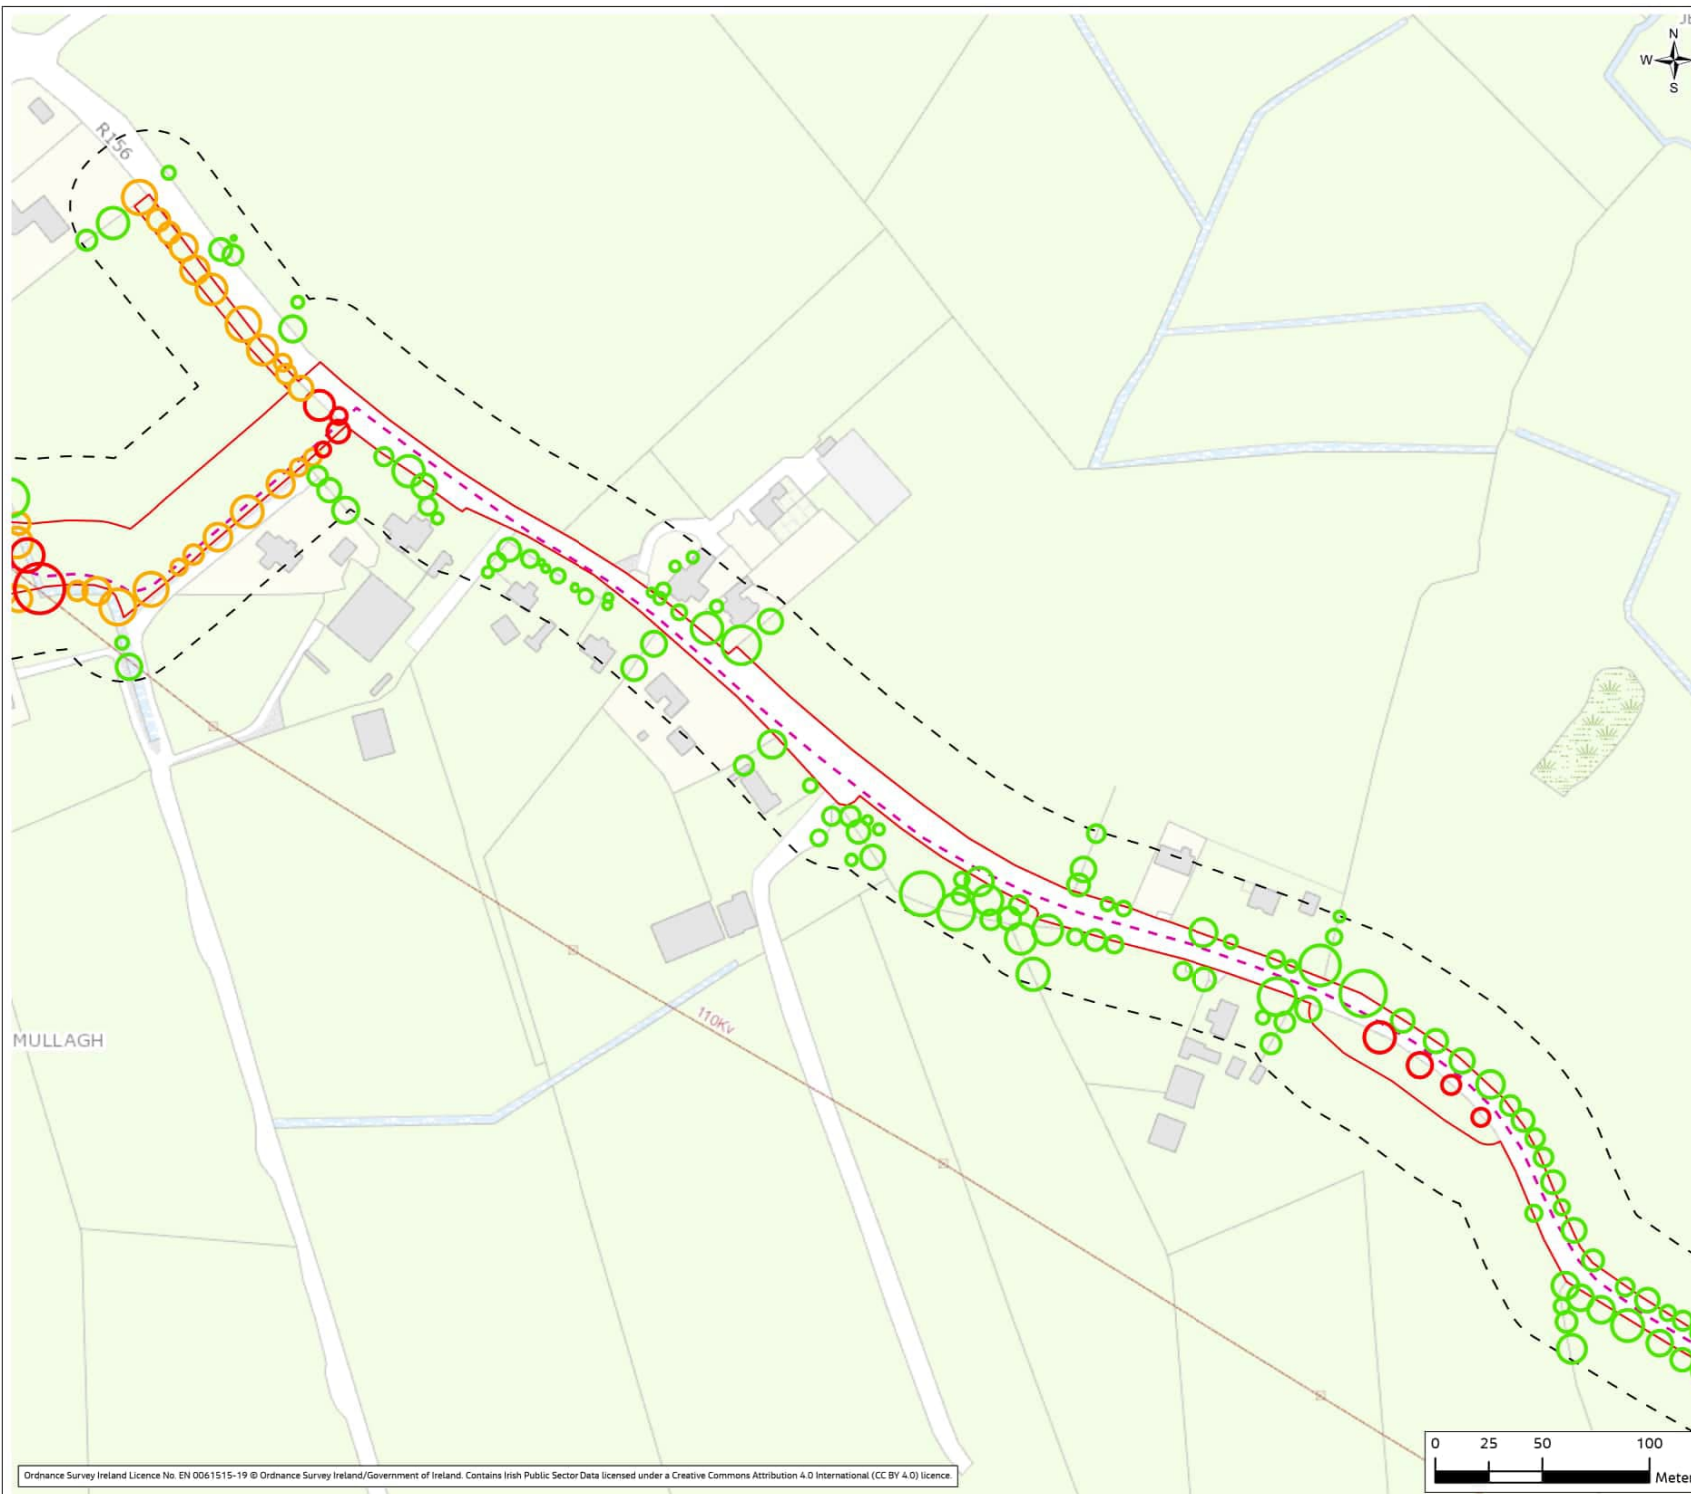 N
W
S
R156
MULLAGH
110Kv
0 25 50 100
Meter
Ordnance Survey Ireland Licence No. EN 0061515-19 © Ordnance Survey Ireland/Government of Ireland. Contains Irish Public Sector Data licensed under a Creative Commons Attribution 4.0 International (CC BY 4.0) licence.